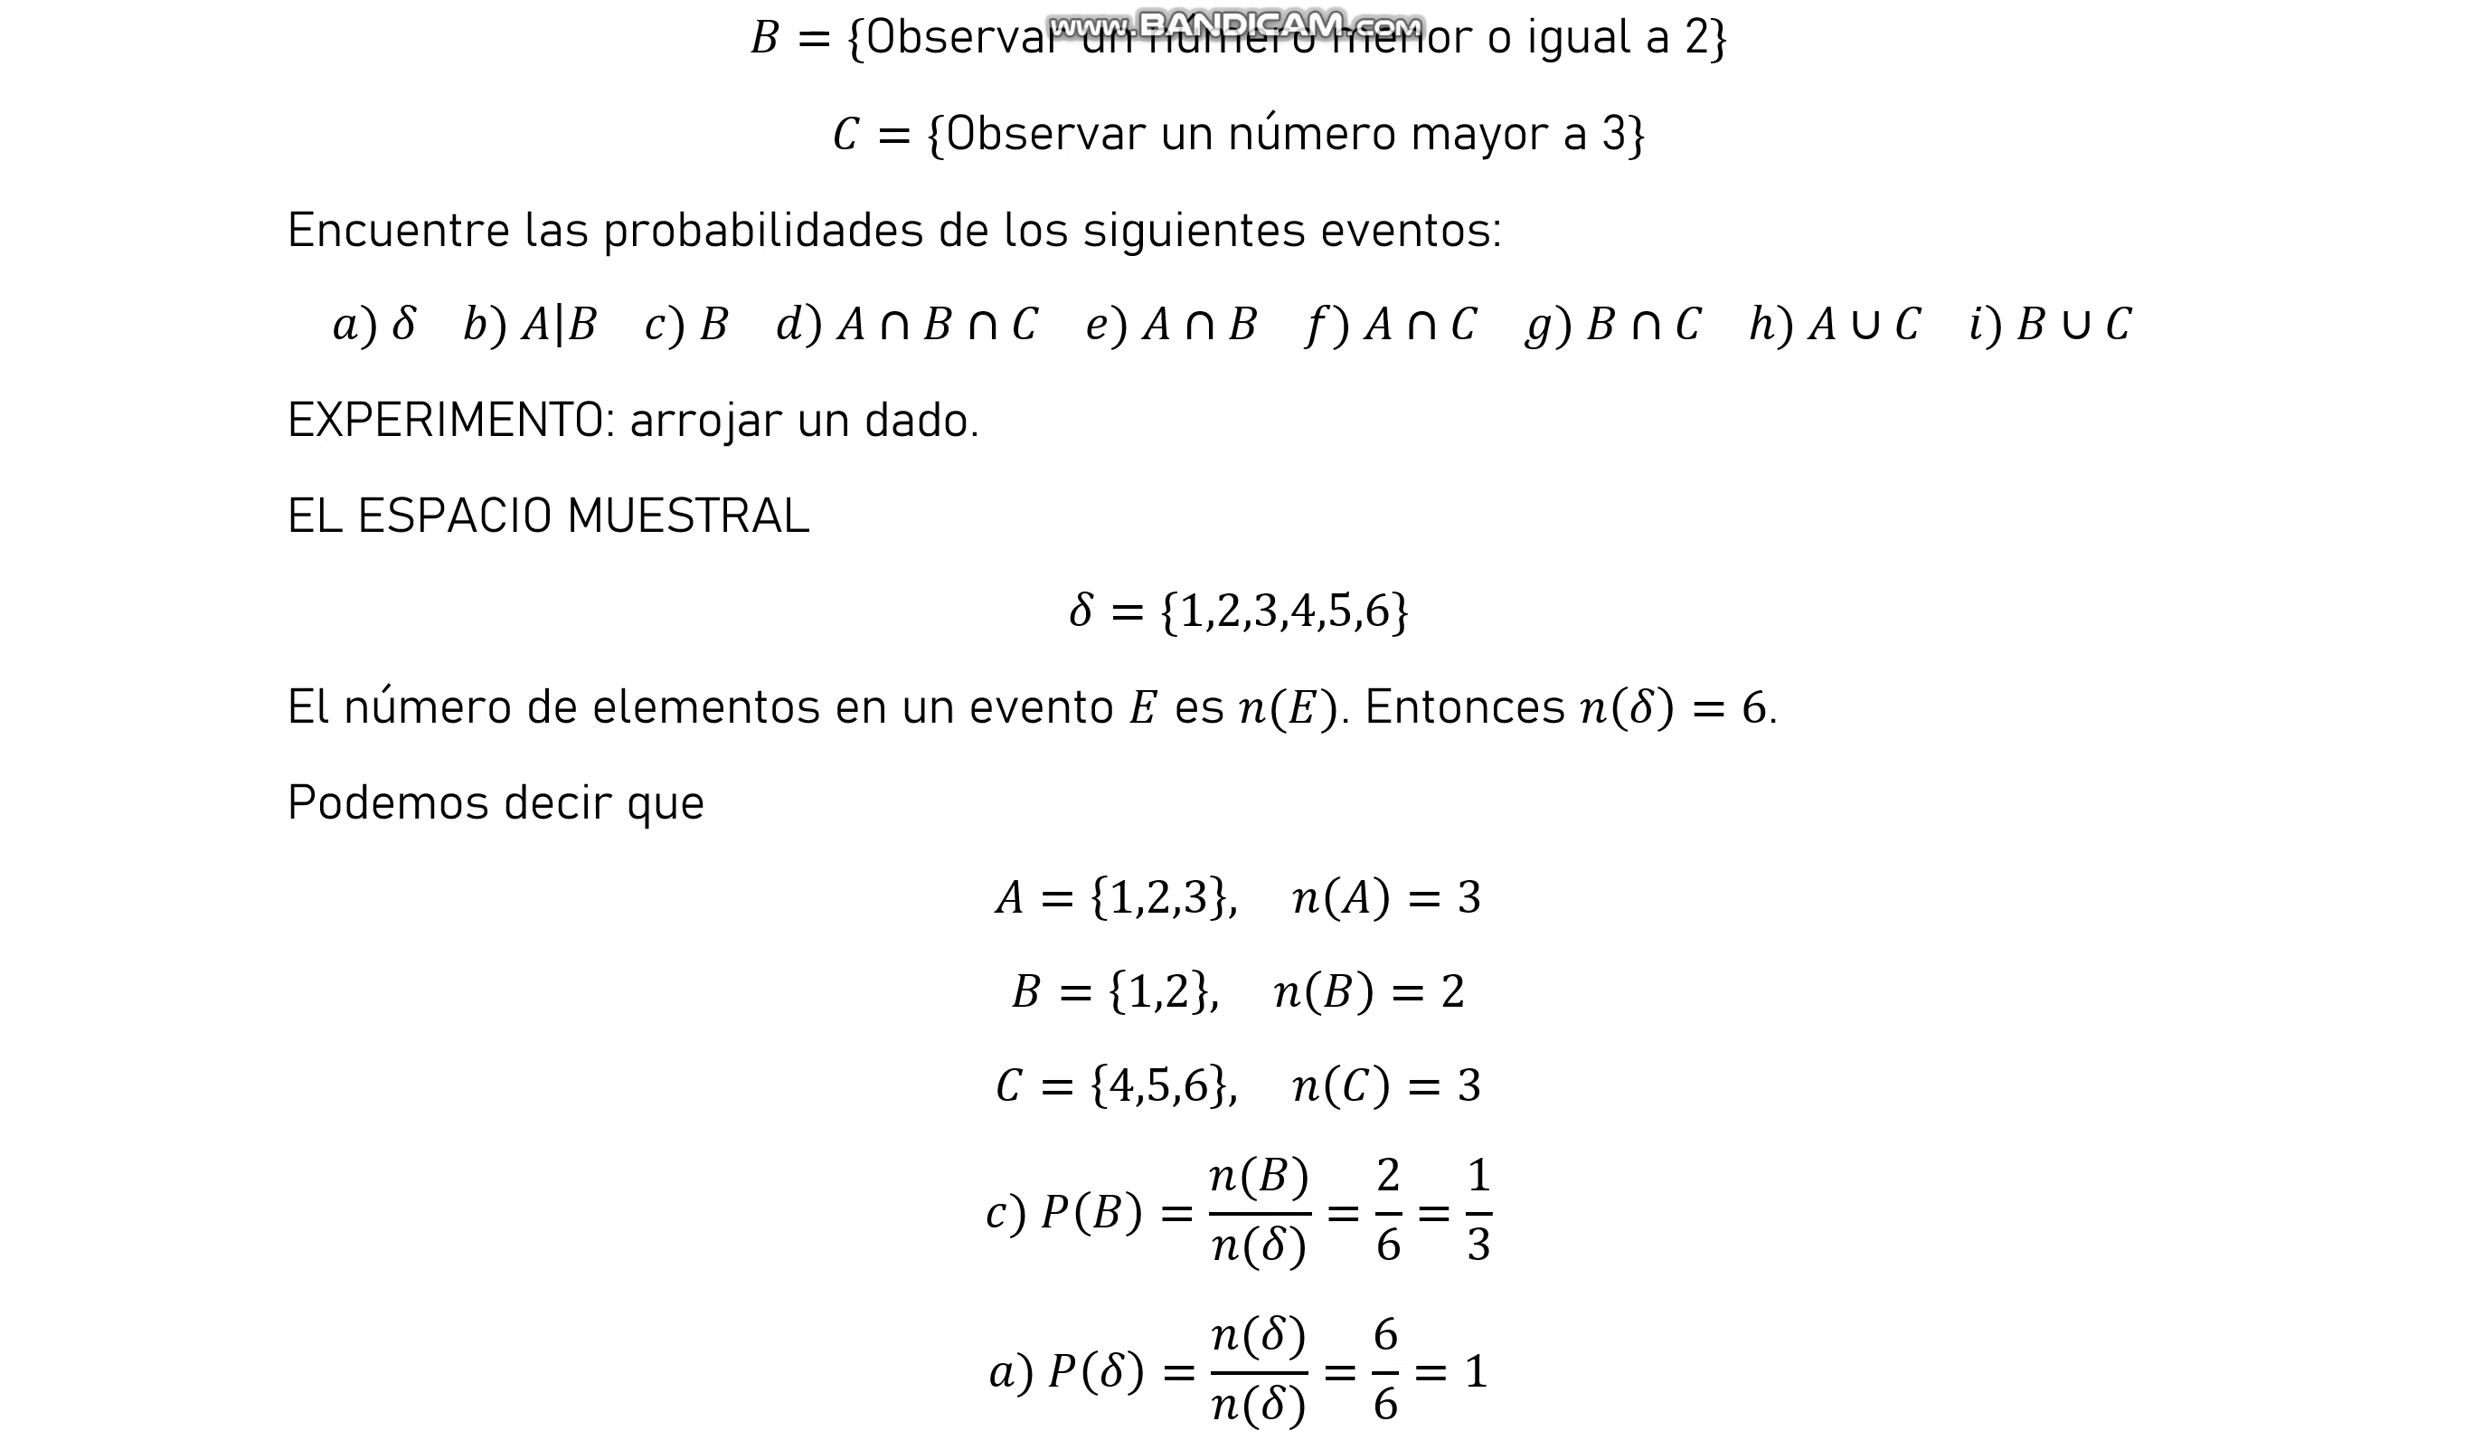 www.BANDICAM.com
B = {Observar un número menor o igual a 2}
C = {Observar un número mayor a 3}
Encuentre las probabilidades de los siguientes eventos:
a) δ b) A|B c) B d) A ∩ B ∩ C e) A ∩ B f) A ∩ C g) B ∩ C h) A ∪ C i) B ∪ C
EXPERIMENTO: arrojar un dado.
EL ESPACIO MUESTRAL
δ = {1,2,3,4,5,6}
El número de elementos en un evento E es n(E). Entonces n(δ) = 6.
Podemos decir que
A = {1,2,3}, n(A) = 3
B = {1,2}, n(B) = 2
C = {4,5,6}, n(C) = 3
c) P(B) = n(B)/n(δ) = 2/6 = 1/3
a) P(δ) = n(δ)/n(δ) = 6/6 = 1